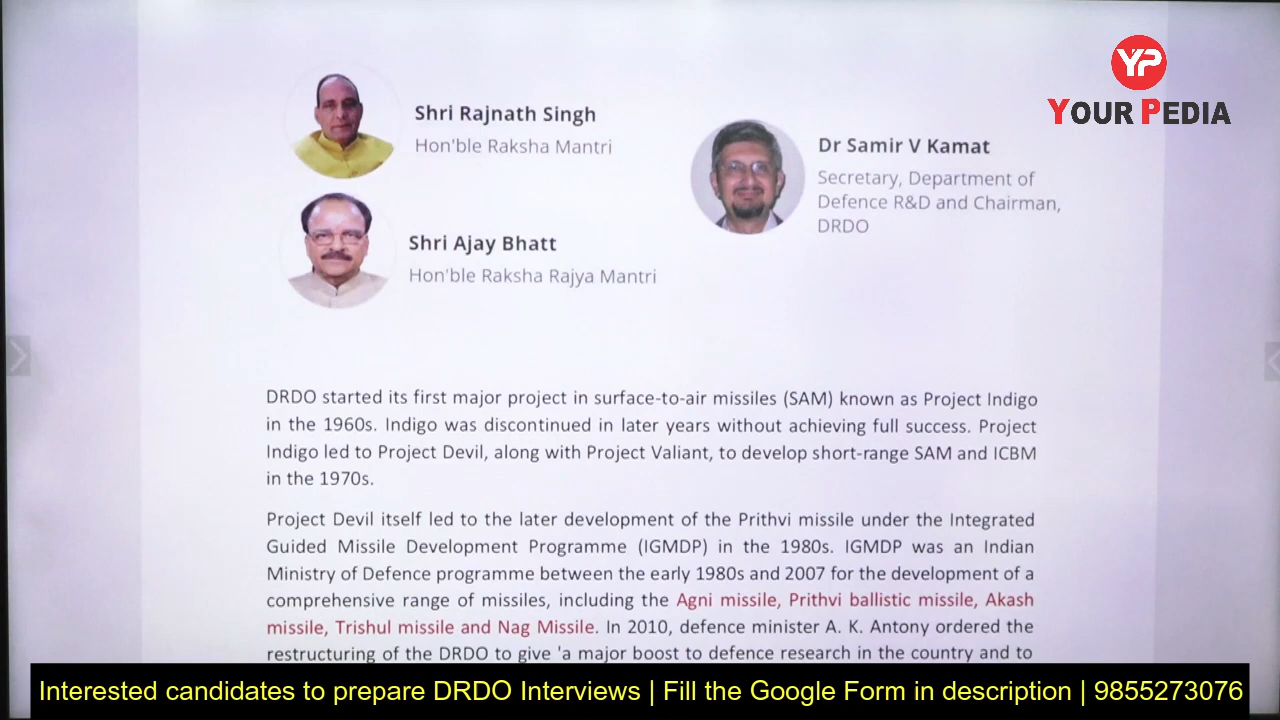 YP
YOUR PEDIA
Shri Rajnath Singh
Hon'ble Raksha Mantri
Dr Samir V Kamat
Secretary, Department of
Defence R&D and Chairman,
DRDO
Shri Ajay Bhatt
Hon'ble Raksha Rajya Mantri
DRDO started its first major project in surface-to-air missiles (SAM) known as Project Indigo
in the 1960s. Indigo was discontinued in later years without achieving full success. Project
Indigo led to Project Devil, along with Project Valiant, to develop short-range SAM and ICBM
in the 1970s.
Project Devil itself led to the later development of the Prithvi missile under the Integrated
Guided Missile Development Programme (IGMDP) in the 1980s. IGMDP was an Indian
Ministry of Defence programme between the early 1980s and 2007 for the development of a
comprehensive range of missiles, including the Agni missile, Prithvi ballistic missile, Akash
missile, Trishul missile and Nag Missile. In 2010, defence minister A. K. Antony ordered the
restructuring of the DRDO to give 'a major boost to defence research in the country and to
Interested candidates to prepare DRDO Interviews | Fill the Google Form in description | 9855273076